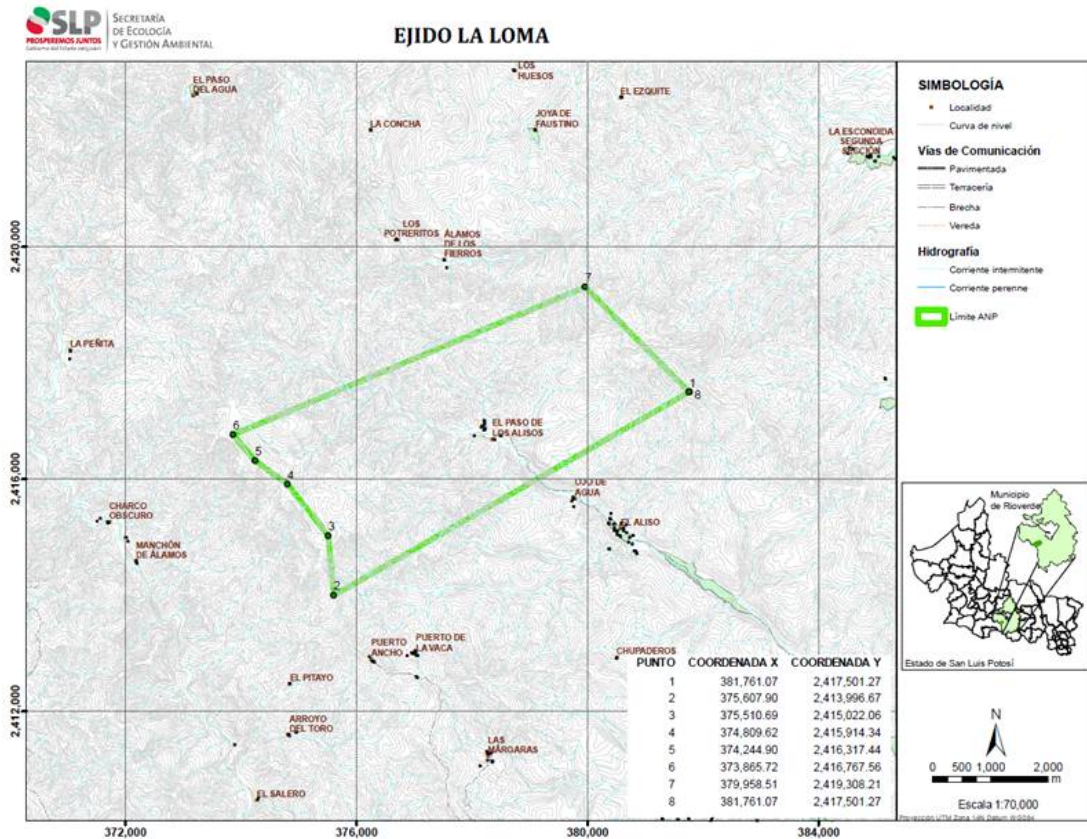 SLP
PROSPEREMOS JUNTOS
SECRETARÍA
DE ECOLOGÍA
Y GESTIÓN AMBIENTAL
EJIDO LA LOMA
EL PASO
DEL AGUA
LOS
HUESOS
EL EZQUITE
LA CONCHA
JOYA DE
FAUSTINO
LA ESCONDIDA
SEGUNDA
SECCIÓN
LOS
POTRERITOS
ÁLAMOS
DE LOS
FIERROS
7
LA PEÑITA
1
8
6
EL PASO DE
LOS ALISOS
5
4
OJO DE
AGUA
CHARCO
OBSCURO
EL ALISO
3
MANCHÓN
DE ÁLAMOS
2
PUERTO
ANCHO
PUERTO DE
LA VACA
CHUPADEROS
EL PITAYO
ARROYO
DEL TORO
LAS
MÁRGARAS
EL SALERO
2,420,000
2,416,000
2,412,000
372,000
376,000
380,000
384,000
PUNTO COORDENADA X COORDENADA Y
1 381,761.07 2,417,501.27
2 375,607.90 2,413,996.67
3 375,510.69 2,415,022.06
4 374,809.62 2,415,914.34
5 374,244.90 2,416,317.44
6 373,865.72 2,416,767.56
7 379,958.51 2,419,308.21
8 381,761.07 2,417,501.27
SIMBOLOGÍA
Localidad
Curva de nivel
Vías de Comunicación
Pavimentada
Terracería
Brecha
Vereda
Hidrografía
Corriente intermitente
Corriente perenne
Límite ANP
Municipio
de Rioverde
Estado de San Luis Potosí
N
0 500 1,000 2,000
m
Escala 1:70,000
Proyección UTM Zona 14N Datum WGS84